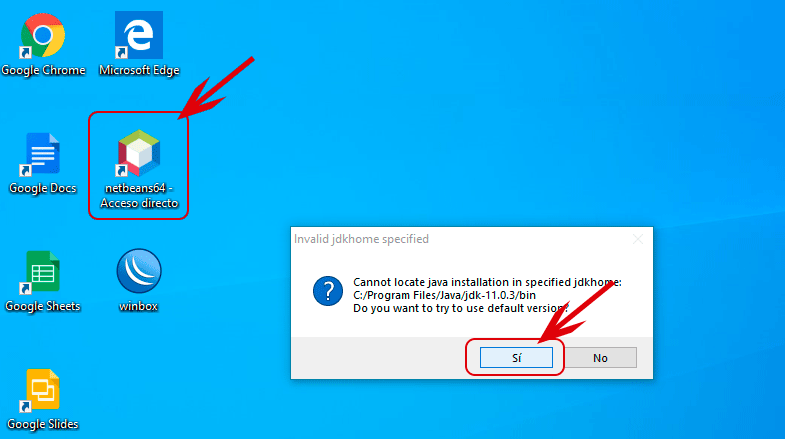 Google Chrome
Microsoft Edge
Google Docs
netbeans64 -
Acceso directo
Google Sheets
winbox
Google Slides
Invalid jdkhome specified
Cannot locate java installation in specified jdkhome:
C:/Program Files/Java/jdk-11.0.3/bin
Do you want to try to use default version?
Sí
No